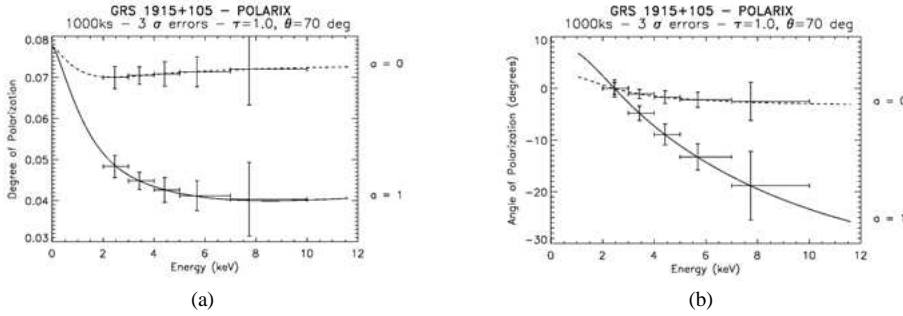 GRS 1915+105 – POLARIX
1000ks – 3 σ errors – τ=1.0, θ=70 deg
0.08
0.07
0.06
0.05
0.04
0.03
Degree of Polarization
a = 0
a = 1
0 2 4 6 8 10 12
Energy (keV)
(a)
GRS 1915+105 – POLARIX
1000ks – 3 σ errors – τ=1.0, θ=70 deg
10
0
-10
-20
-30
Angle of Polarization (degrees)
a = 0
a = 1
0 2 4 6 8 10 12
Energy (keV)
(b)